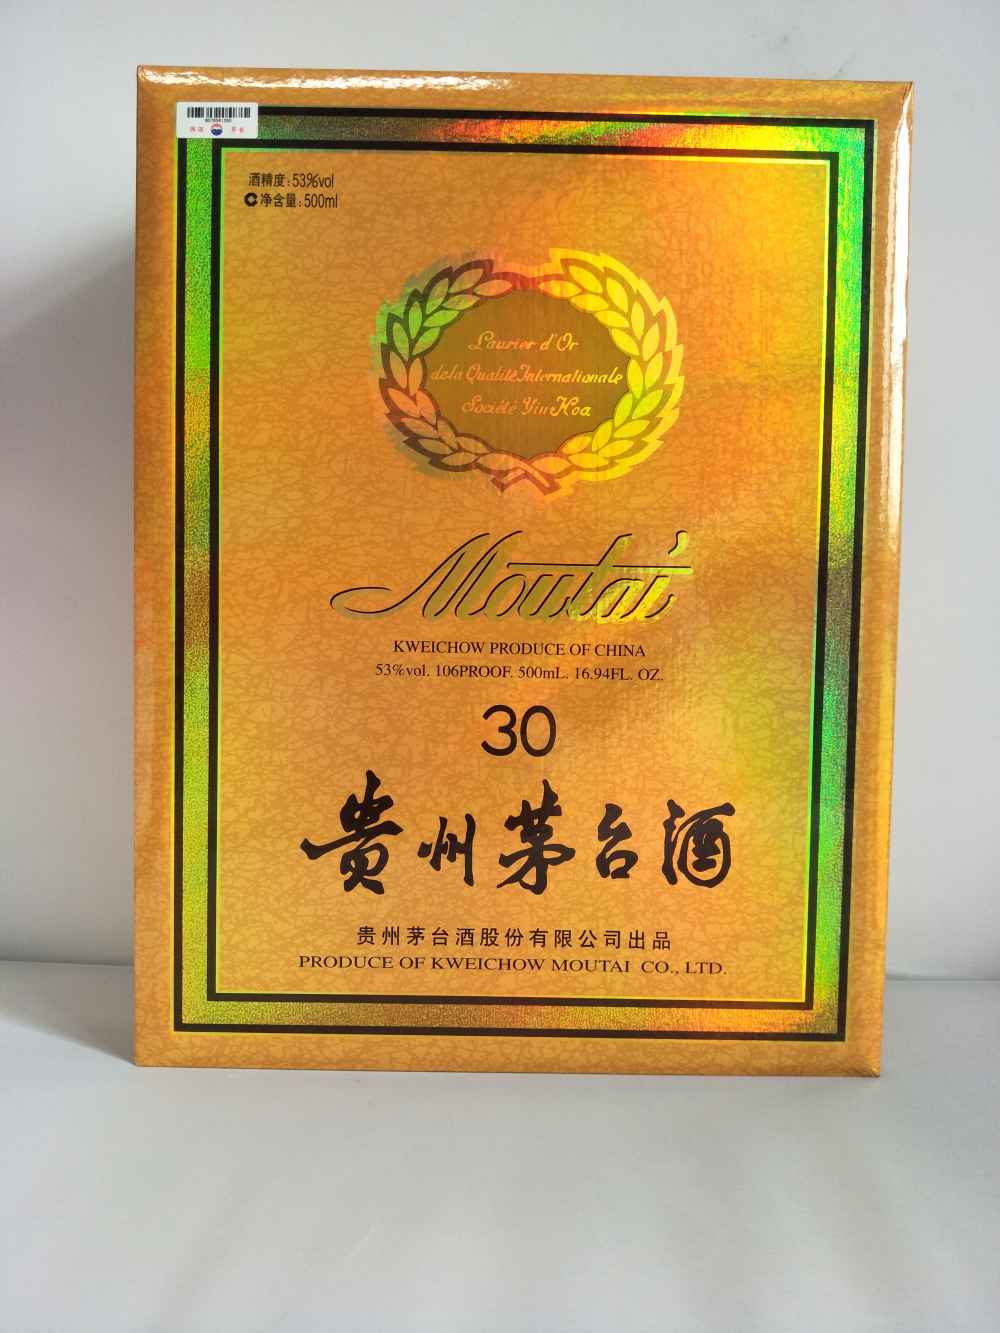 酒精度:53%vol
净含量:500ml
Laurier d'Or
de la Qualité Internationale
Société Yiu Hoa
Moutai
KWEICHOW PRODUCE OF CHINA
53%vol. 106PROOF. 500mL. 16.94FL. OZ.
30
贵州茅台酒
贵州茅台酒股份有限公司出品
PRODUCE OF KWEICHOW MOUTAI CO., LTD.